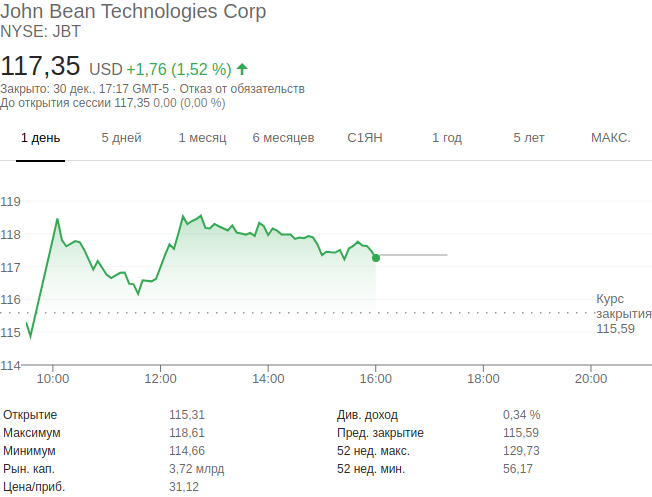 John Bean Technologies Corp
NYSE: JBT
117,35 USD +1,76 (1,52 %)
Закрыто: 30 дек., 17:17 GMT-5 · Отказ от обязательств
До открытия сессии 117,35 0,00 (0,00 %)
1 день 5 дней 1 месяц 6 месяцев С1ЯН 1 год 5 лет МАКС.
119
118
117
116
115
114
Курс
закрытия
115,59
10:00 12:00 14:00 16:00 18:00 20:00
Открытие 115,31 Див. доход 0,34 %
Максимум 118,61 Пред. закрытие 115,59
Минимум 114,66 52 нед. макс. 129,73
Рын. кап. 3,72 млрд 52 нед. мин. 56,17
Цена/приб. 31,12